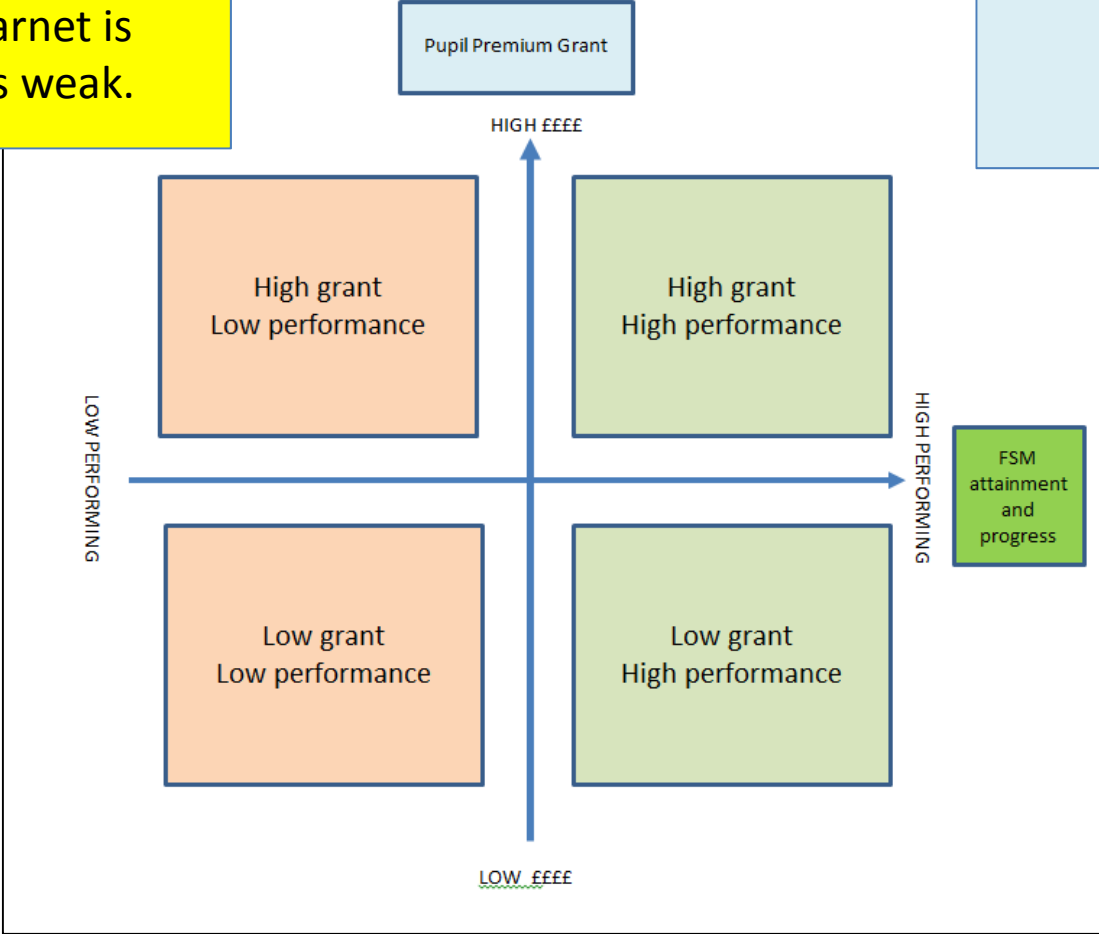 is
weak.
Pupil Premium Grant
HIGH ££££
High grant
Low performance
High grant
High performance
LOW PERFORMING
HIGH PERFORMING
FSM
attainment
and
progress
Low grant
Low performance
Low grant
High performance
LOW ££££